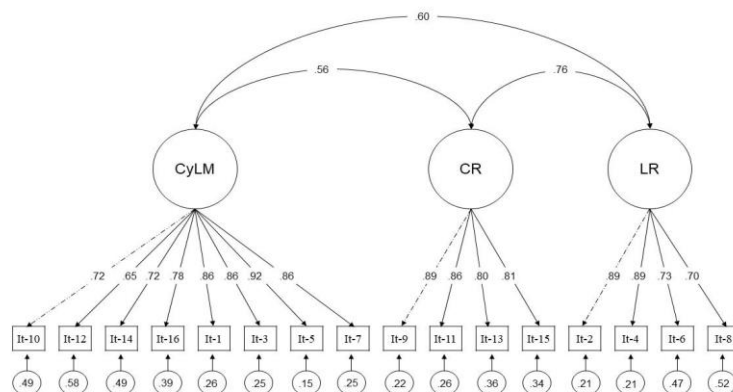 .60
.56 .76
CyLM CR LR
.72 .65 .72 .78 .86 .86 .92 .86 .89 .86 .80 .81 .89 .89 .73 .70
It-10 It-12 It-14 It-16 It-1 It-3 It-5 It-7 It-9 It-11 It-13 It-15 It-2 It-4 It-6 It-8
.49 .58 .49 .39 .26 .25 .15 .25 .22 .26 .36 .34 .21 .21 .47 .52